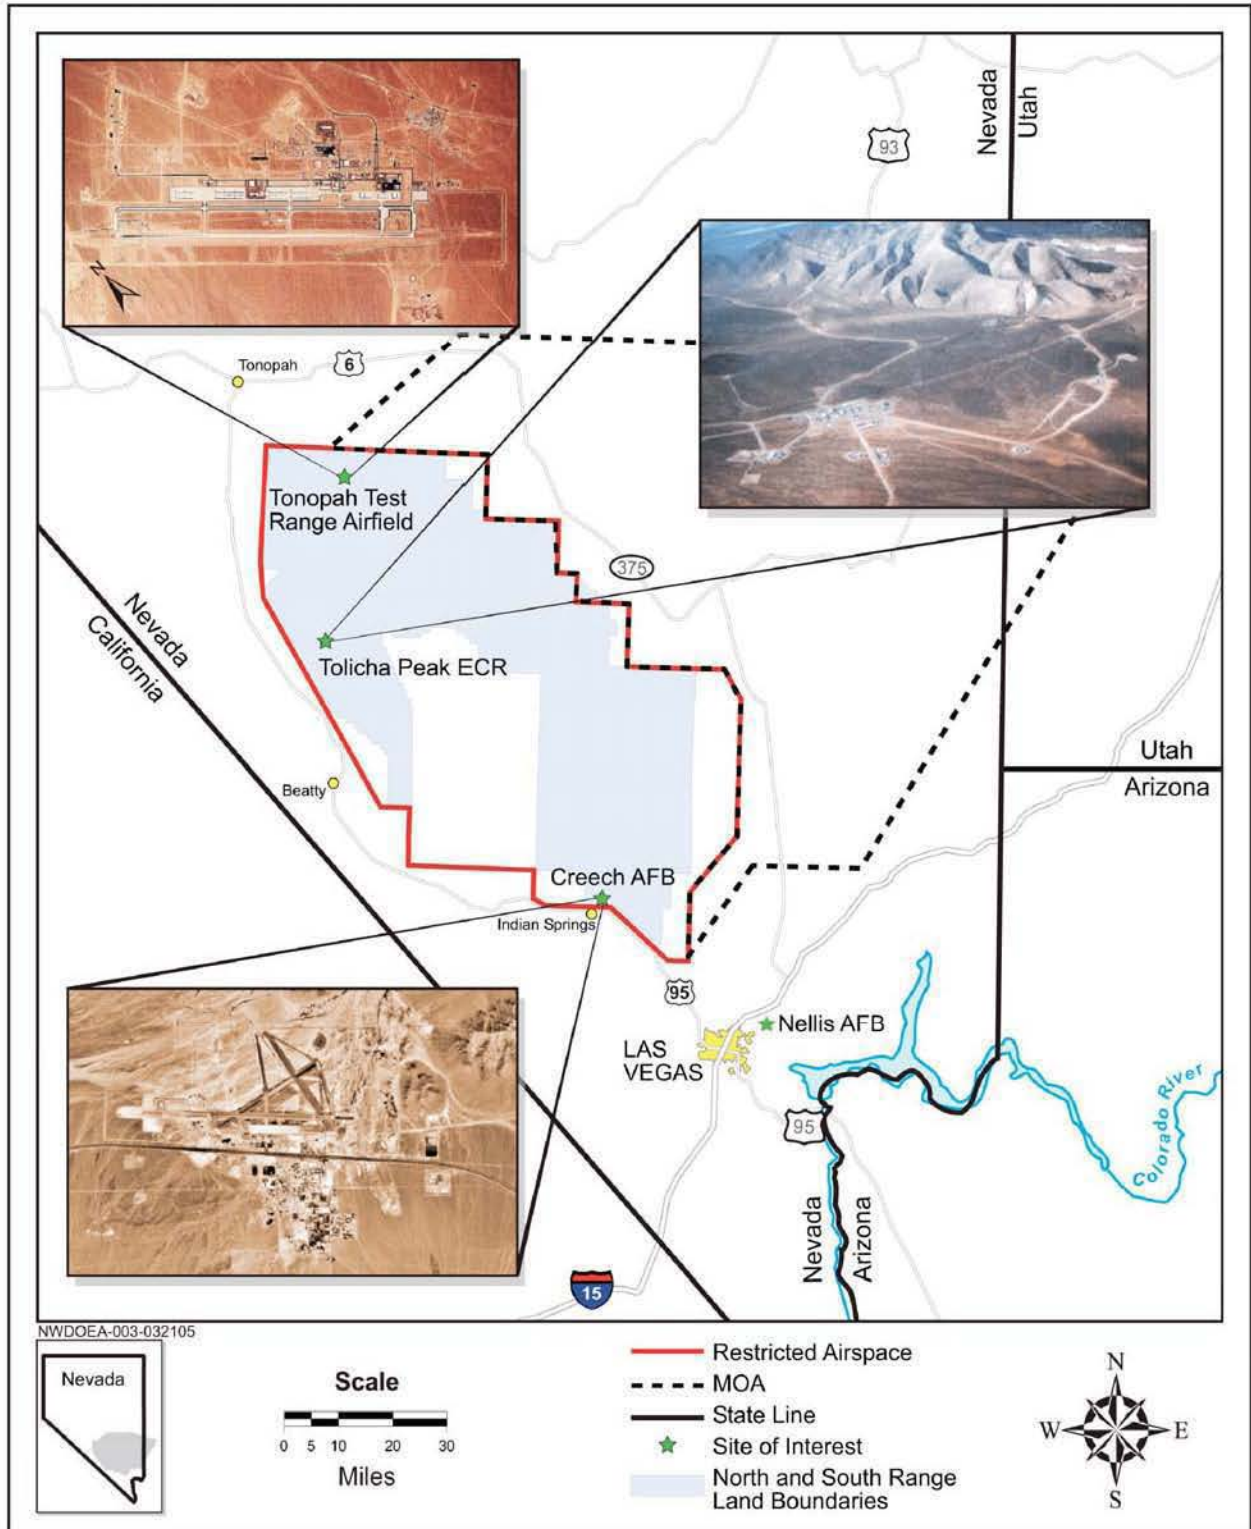 Nevada
Utah
93
N
Tonopah
6
Tonopah Test
Range Airfield
375
Nevada
California
Tolicha Peak ECR
Utah
Arizona
Beatty
Creech AFB
Indian Springs
95
Nellis AFB
LAS
VEGAS
95
Colorado River
Nevada
Arizona
15
NWDOEA-003-032105
Nevada
Scale
0 5 10 20 30
Miles
Restricted Airspace
MOA
State Line
Site of Interest
North and South Range
Land Boundaries
N
W E
S